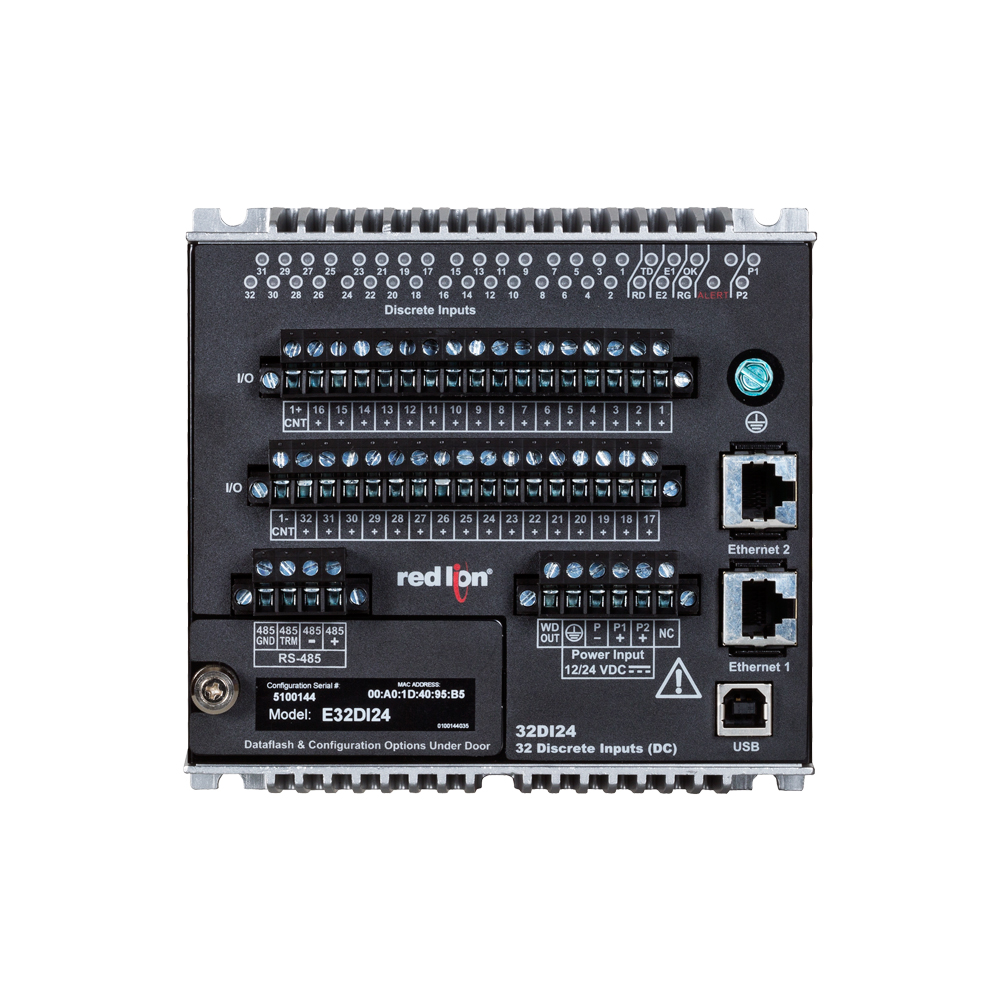 31 29 27 25 23 21 19 17 15 13 11 9 7 5 3 1 TD E1 OK P1
32 30 28 26 24 22 20 18 16 14 12 10 8 6 4 2 RD E2 RG ALERT P2
Discrete Inputs
I/O
1+ 16 15 14 13 12 11 10 9 8 7 6 5 4 3 2 1
CNT + + + + + + + + + + + + + + + +
I/O
1- 32 31 30 29 28 27 26 25 24 23 22 21 20 19 18 17
CNT + + + + + + + + + + + + + + + +
Ethernet 2
red lion®
485 485 485 485
GND TRM - +
RS-485
WD P P1 P2 NC
OUT - + +
Power Input
12/24 VDC
Ethernet 1
Configuration Serial #:
5100144
MAC ADDRESS:
00:A0:1D:40:95:B5
Model: E32DI24
0100144035
Dataflash & Configuration Options Under Door
32DI24
32 Discrete Inputs (DC)
USB